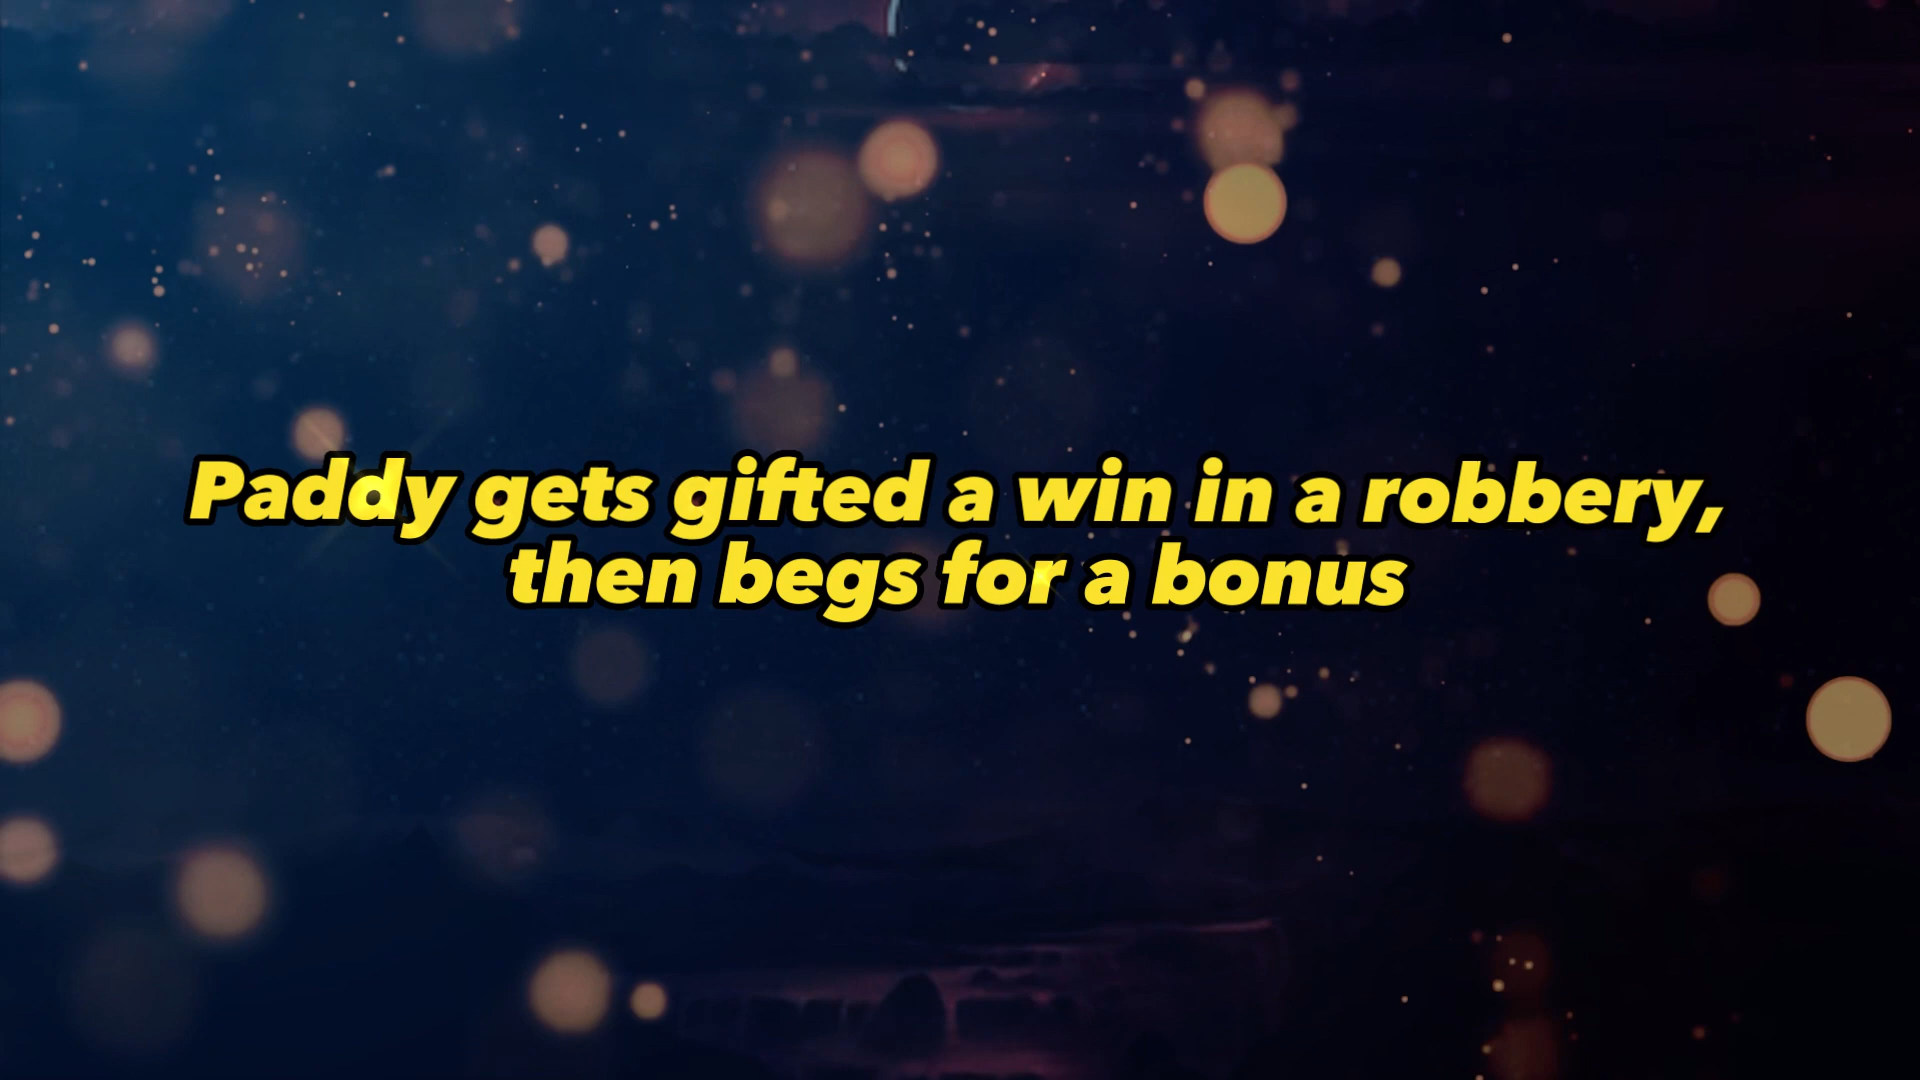 Paddy gets gifted a win in a robbery,
then begs for a bonus